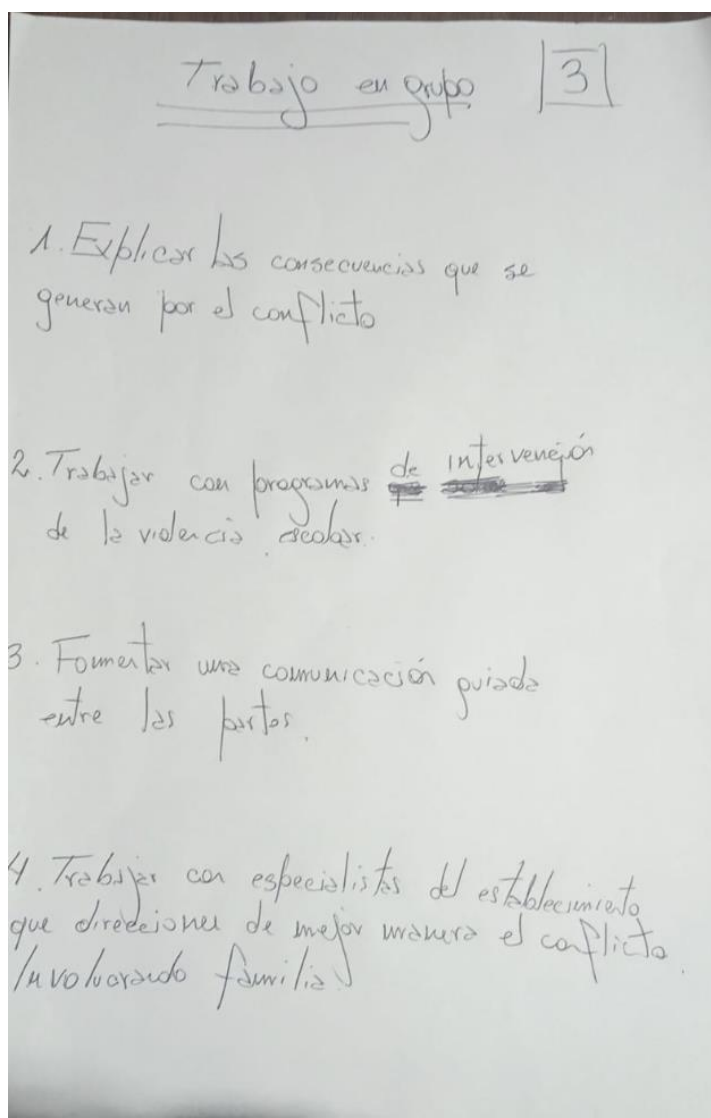 Trabajo en grupo 3
1. Explicar las consecuencias que se
generan por el conflicto
2. Trabajar con programas de intervención
de la violencia escolar.
3. Fomentar una comunicación guiada
entre las partes.
4. Trabajar con especialistas del establecimiento
que direcciones de mejor manera el conflicto.
Involucrando familia